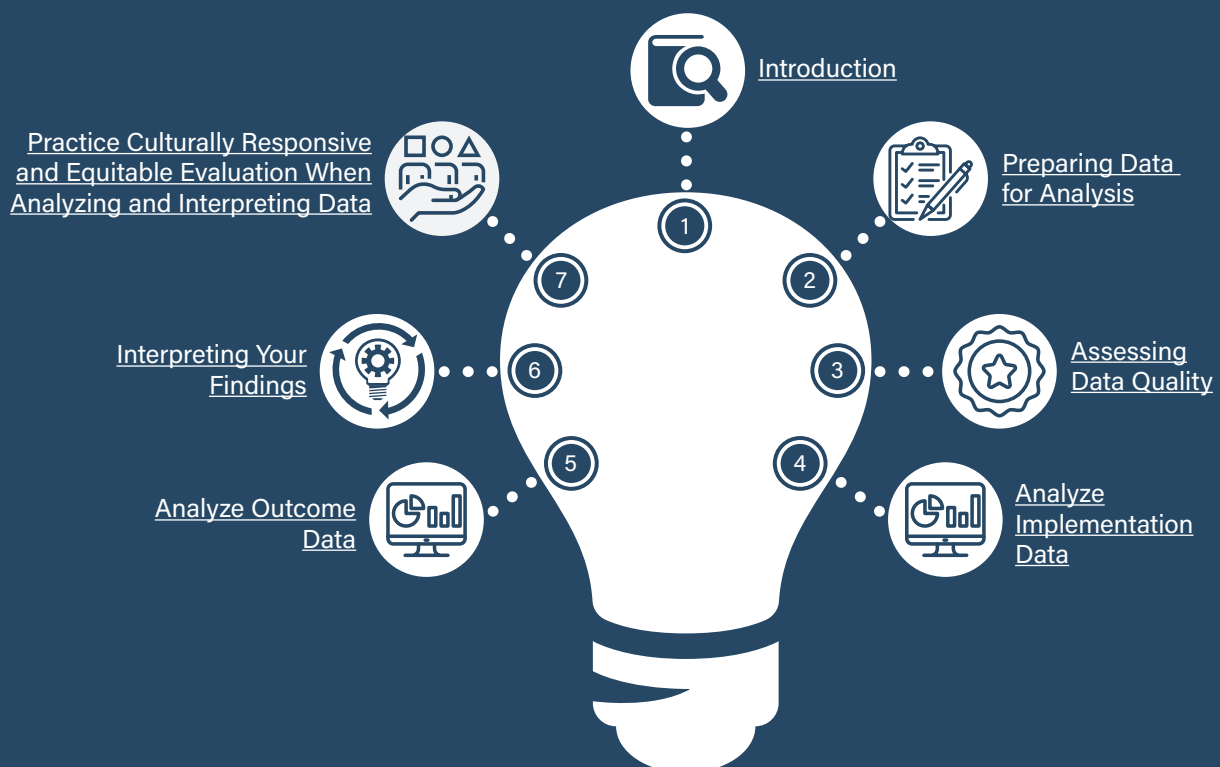 1
Introduction
2
Preparing Data
for Analysis
3
Assessing
Data Quality
4
Analyze
Implementation
Data
5
Analyze Outcome
Data
6
Interpreting Your
Findings
7
Practice Culturally Responsive
and Equitable Evaluation When
Analyzing and Interpreting Data